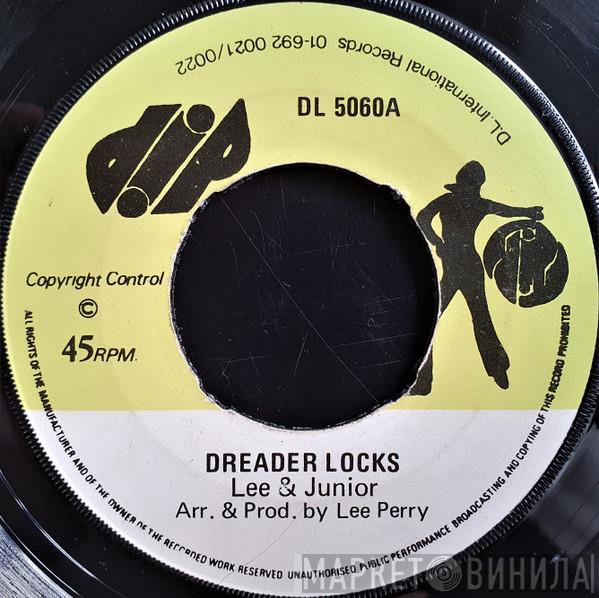 D.L. International Records 01-692 0021/0022
dip
DL 5060A
Copyright Control
©
45 RPM.
DREADER LOCKS
Lee & Junior
Arr. & Prod. by Lee Perry
ALL RIGHTS OF THE MANUFACTURER AND OF THE OWNER OF THE RECORDED WORK RESERVED UNAUTHORISED PUBLIC PERFORMANCE BROADCASTING AND COPYING OF THIS RECORD PROHIBITED
МАРКЕТ ВИНИЛА